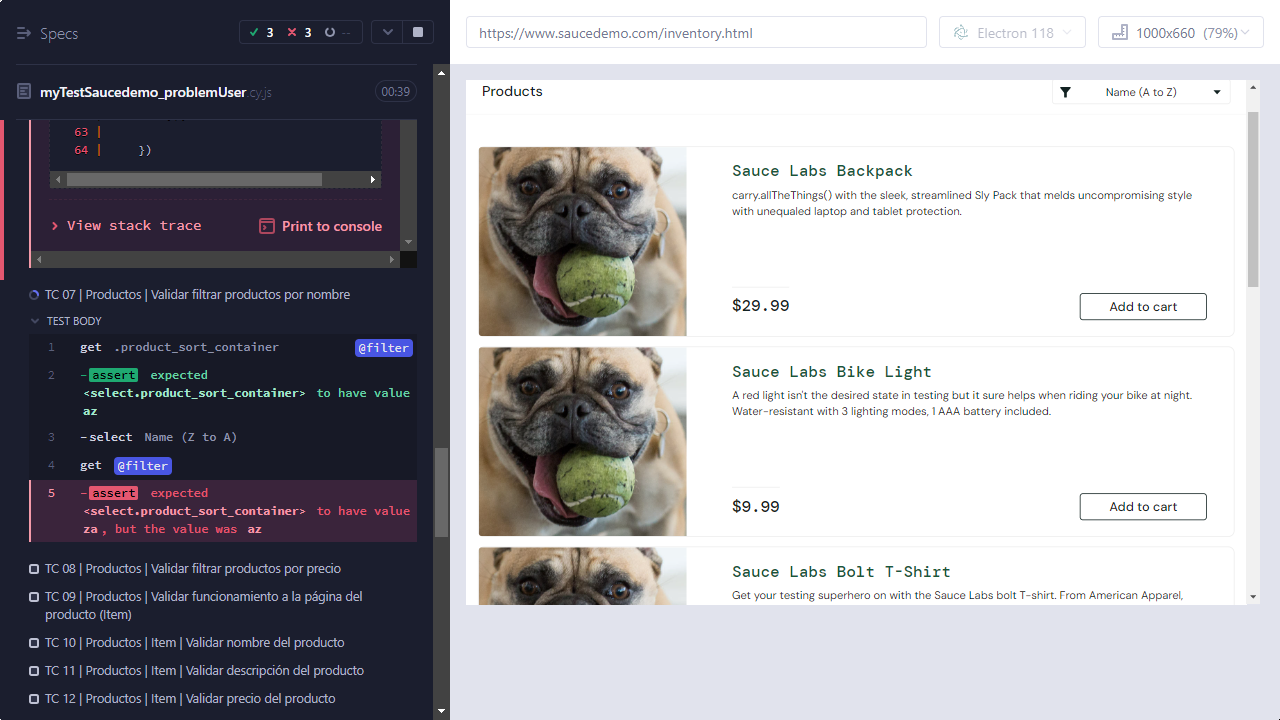 Specs
3
3
--
myTestSaucedemo_problemUser.cy.js
00:39
63 |
64 | })
View stack trace
Print to console
TC 07 | Productos | Validar filtrar productos por nombre
TEST BODY
1 get .product_sort_container @filter
2 -assert expected
<select.product_sort_container> to have value
az
3 -select Name (Z to A)
4 get @filter
5 -assert expected
<select.product_sort_container> to have value
za, but the value was az
TC 08 | Productos | Validar filtrar productos por precio
TC 09 | Productos | Validar funcionamiento a la página del
producto (Item)
TC 10 | Productos | Item | Validar nombre del producto
TC 11 | Productos | Item | Validar descripción del producto
TC 12 | Productos | Item | Validar precio del producto
https://www.saucedemo.com/inventory.html
Electron 118
1000x660 (79%)
Products
Name (A to Z)
Sauce Labs Backpack
carry.allTheThings() with the sleek, streamlined Sly Pack that melds uncompromising style
with unequaled laptop and tablet protection.
$29.99
Add to cart
Sauce Labs Bike Light
A red light isn't the desired state in testing but it sure helps when riding your bike at night.
Water-resistant with 3 lighting modes, 1 AAA battery included.
$9.99
Add to cart
Sauce Labs Bolt T-Shirt
Get your testing superhero on with the Sauce Labs bolt T-shirt. From American Apparel,